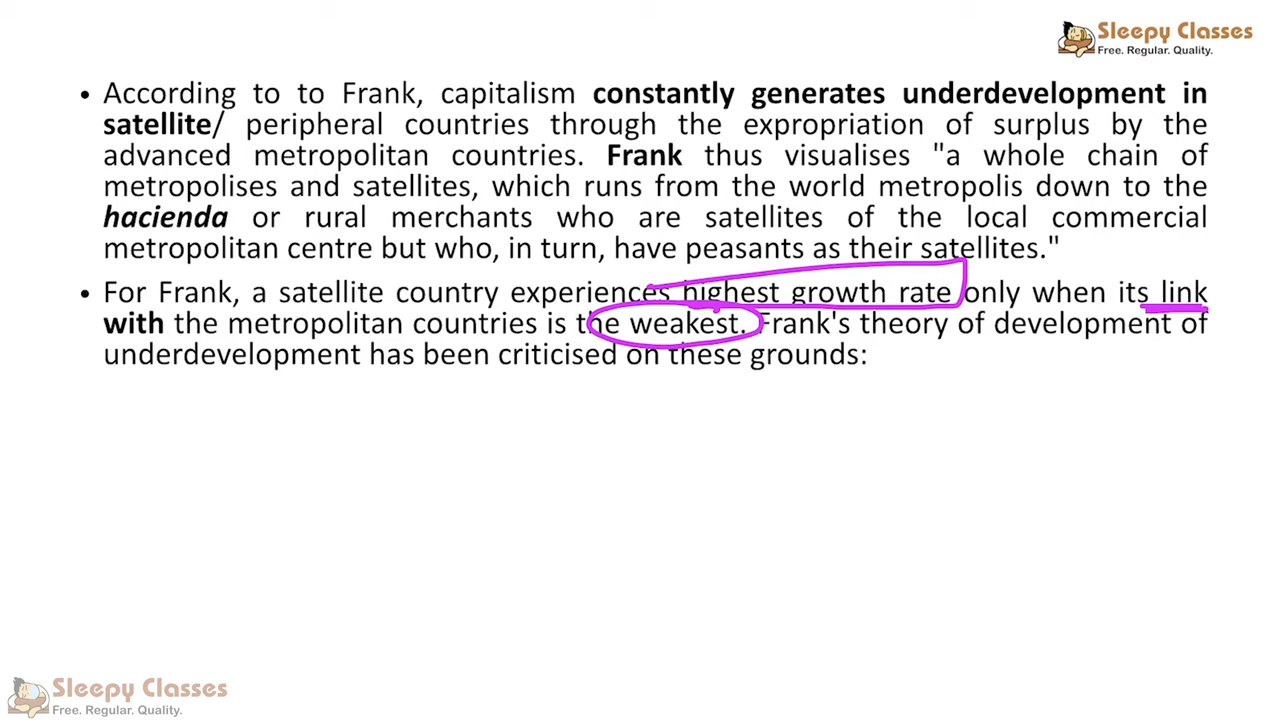 Sleepy Classes
Free. Regular. Quality.
• According to to Frank, capitalism constantly generates underdevelopment in
satellite/ peripheral countries through the expropriation of surplus by the
advanced metropolitan countries. Frank thus visualises "a whole chain of
metropolises and satellites, which runs from the world metropolis down to the
hacienda or rural merchants who are satellites of the local commercial
metropolitan centre but who, in turn, have peasants as their satellites."
• For Frank, a satellite country experiences highest growth rate only when its link
with the metropolitan countries is the weakest. Frank's theory of development of
underdevelopment has been criticised on these grounds:
Sleepy Classes
Free. Regular. Quality.